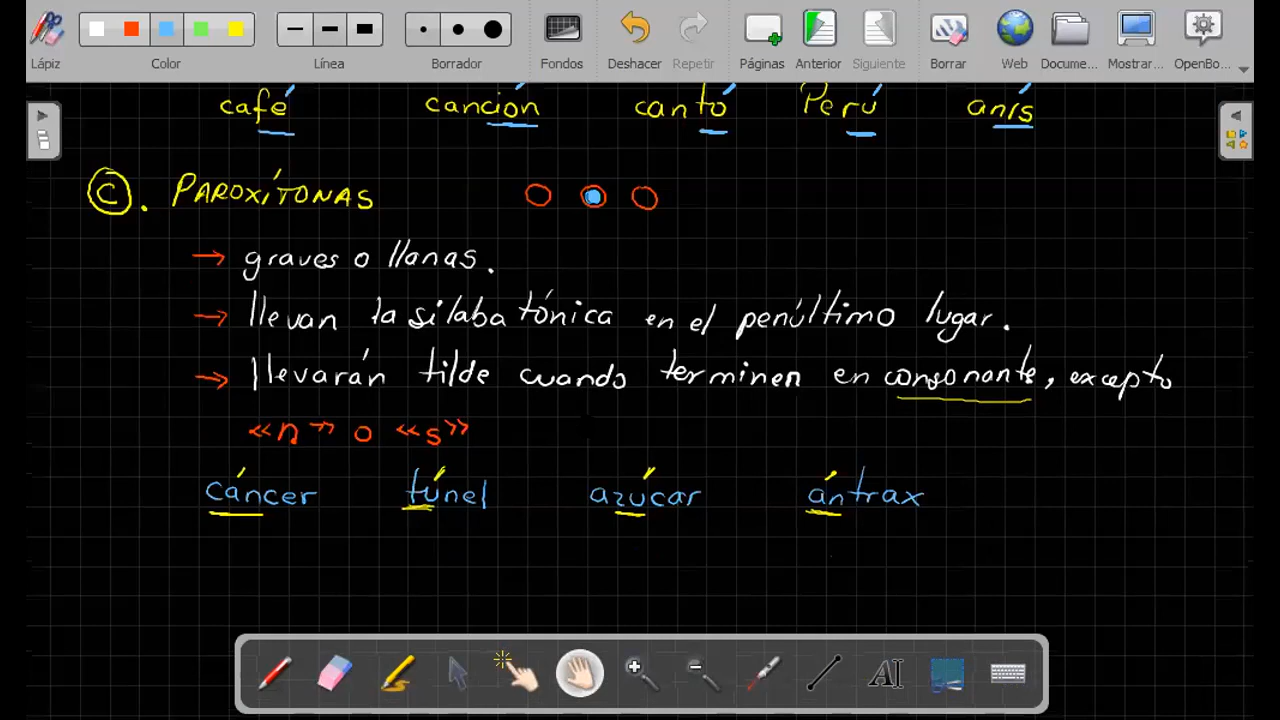 Lápiz Color Línea Borrador Fondos Deshacer Repetir Páginas Anterior Siguiente Borrar Web Docume... Mostrar... OpenBo...
café canción cantó Perú anís
C. PAROXÍTONAS
→ graves o llanas.
→ llevan la sílaba tónica en el penúltimo lugar.
→ llevarán tilde cuando terminen en consonante, excepto
«n» o «s»
cáncer túnel azúcar ántrax
AI